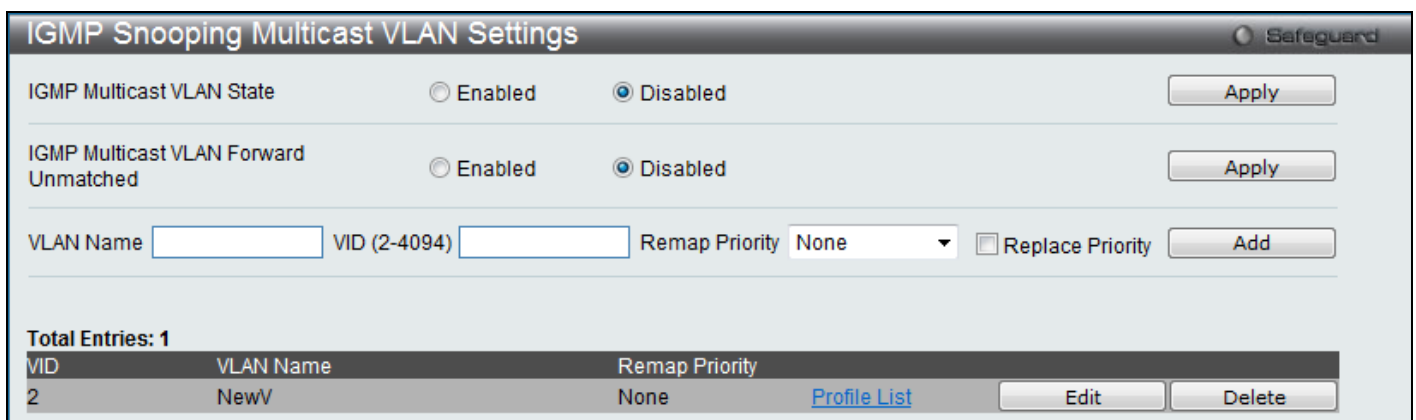 IGMP Snooping Multicast VLAN Settings Safeguard
IGMP Multicast VLAN State Enabled Disabled Apply
IGMP Multicast VLAN Forward
Unmatched Enabled Disabled Apply
VLAN Name VID (2-4094) Remap Priority None Replace Priority Add
Total Entries: 1
VID VLAN Name Remap Priority
2 NewV None Profile List Edit Delete